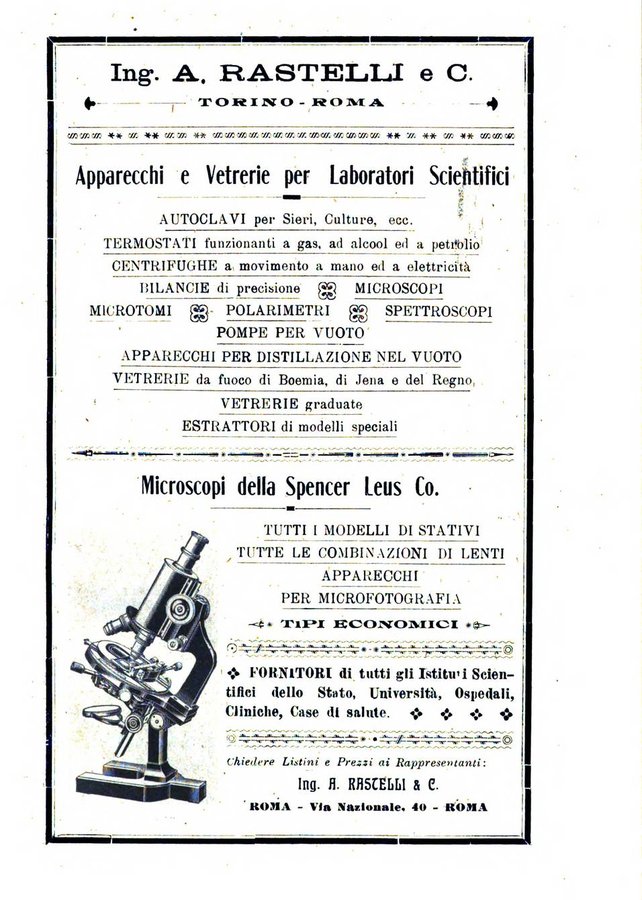 Ing. A. RASTELLI e C.
TORINO-ROMA
Apparecchi e Vetrerie per Laboratori Scientifici
AUTOCLAVI per Sieri, Culture, ecc.
TERMOSTATI funzionanti a gas, ad alcool ed a petrolio
CENTRIFUGHE a movimento a mano ed a elettricità
BILANCIE di precisione MICROSCOPI
MICROTOMI POLARIMETRI SPETTROSCOPI
POMPE PER VUOTO
APPARECCHI PER DISTILLAZIONE NEL VUOTO
VETRERIE da fuoco di Boemia, di Jena e del Regno,
VETRERIE graduate
ESTRATTORI di modelli speciali
Microscopi della Spencer Leus Co.
TUTTI I MODELLI DI STATIVI
TUTTE LE COMBINAZIONI DI LENTI
APPARECCHI
PER MICROFOTOGRAFIA
TIPI ECONOMICI
FORNITORI di tutti gli Istituti Scien-
tifici dello Stato, Università, Ospedali,
Cliniche, Case di salute.
Chiedere Listini e Prezzi ai Rappresentanti:
Ing. A. RASTELLI & C.
ROMA - Via Nazionale, 40 - ROMA